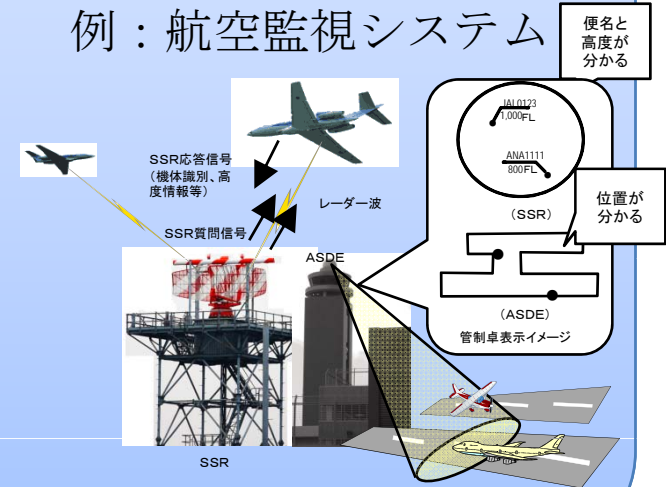 例：航空監視システム
便名と
高度が
分かる
JAL0123
1,000FL
ANA1111
800FL
（SSR）
位置が
分かる
（ASDE）
管制卓表示イメージ
SSR応答信号
（機体識別、高
度情報等）
レーダー波
SSR質問信号
ASDE
SSR